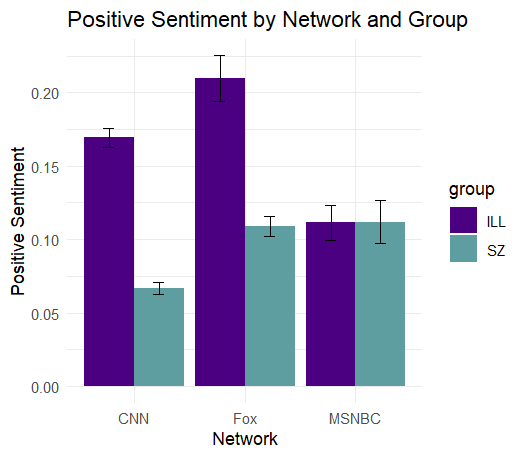 Positive Sentiment by Network and Group
Positive Sentiment
0.20
0.15
0.10
0.05
0.00
CNN Fox MSNBC
Network
group
ILL
SZ